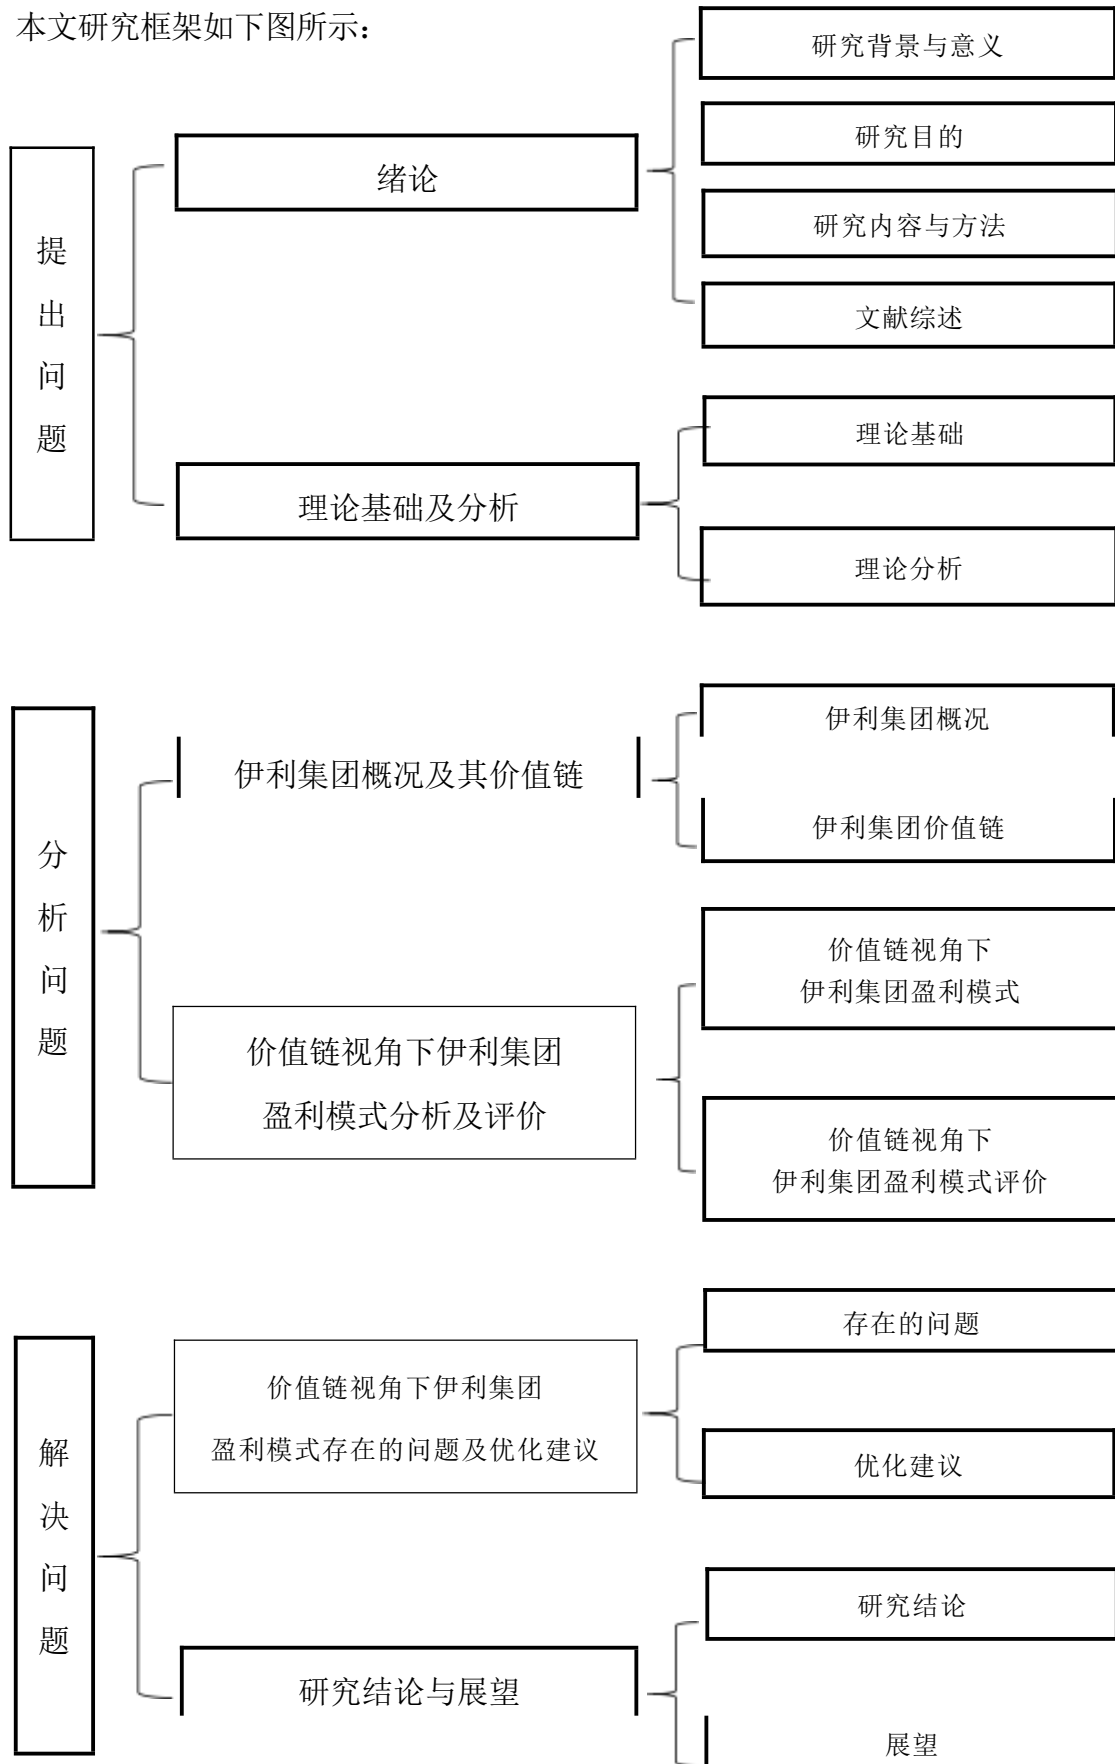 本文研究框架如下图所示：
提
出
问
题
绪论
研究背景与意义
研究目的
研究内容与方法
文献综述
理论基础及分析
理论基础
理论分析
分
析
问
题
伊利集团概况及其价值链
伊利集团概况
伊利集团价值链
价值链视角下伊利集团
盈利模式分析及评价
价值链视角下
伊利集团盈利模式
价值链视角下
伊利集团盈利模式评价
解
决
问
题
价值链视角下伊利集团
盈利模式存在的问题及优化建议
存在的问题
优化建议
研究结论与展望
研究结论
展望